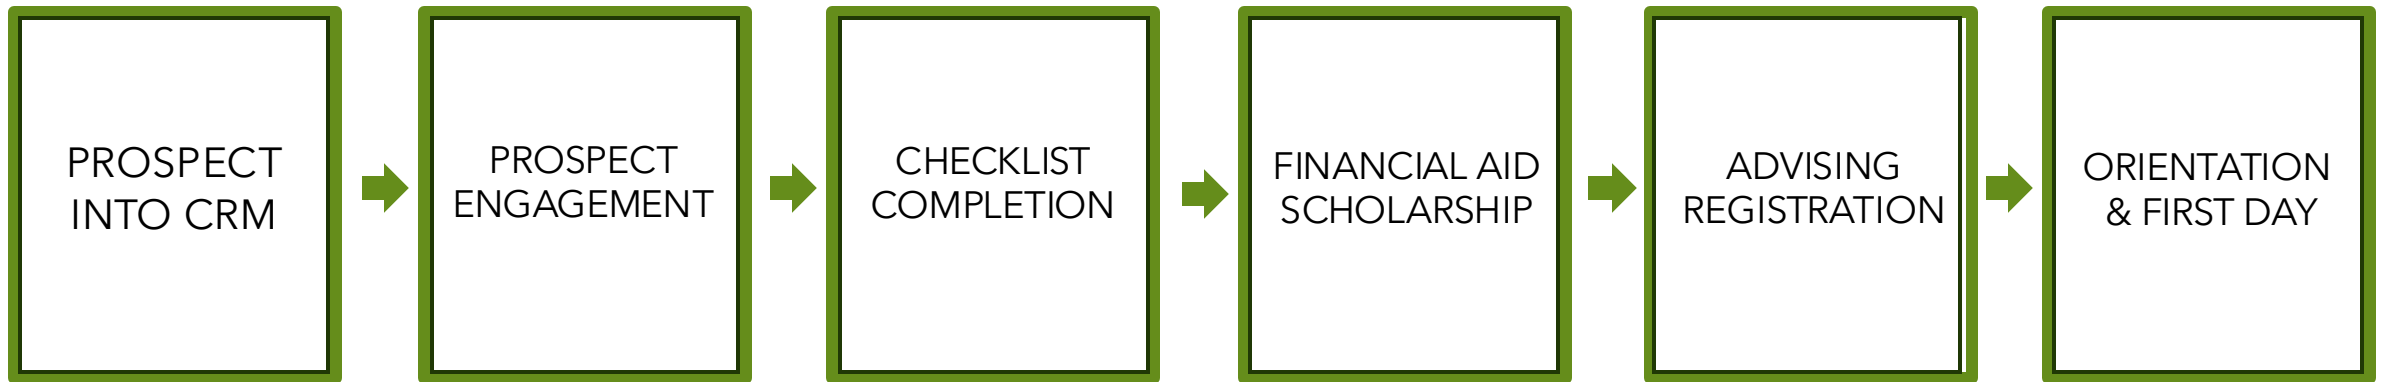 PROSPECT
INTO CRM
PROSPECT
ENGAGEMENT
CHECKLIST
COMPLETION
FINANCIAL AID
SCHOLARSHIP
ADVISING
REGISTRATION
ORIENTATION
& FIRST DAY